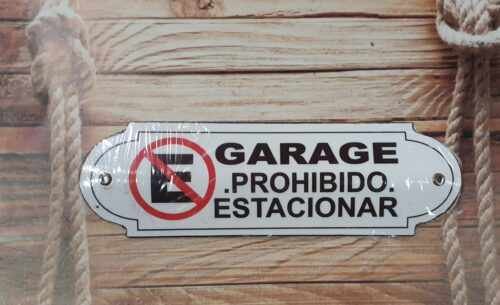 E
GARAGE
.PROHIBIDO.
ESTACIONAR